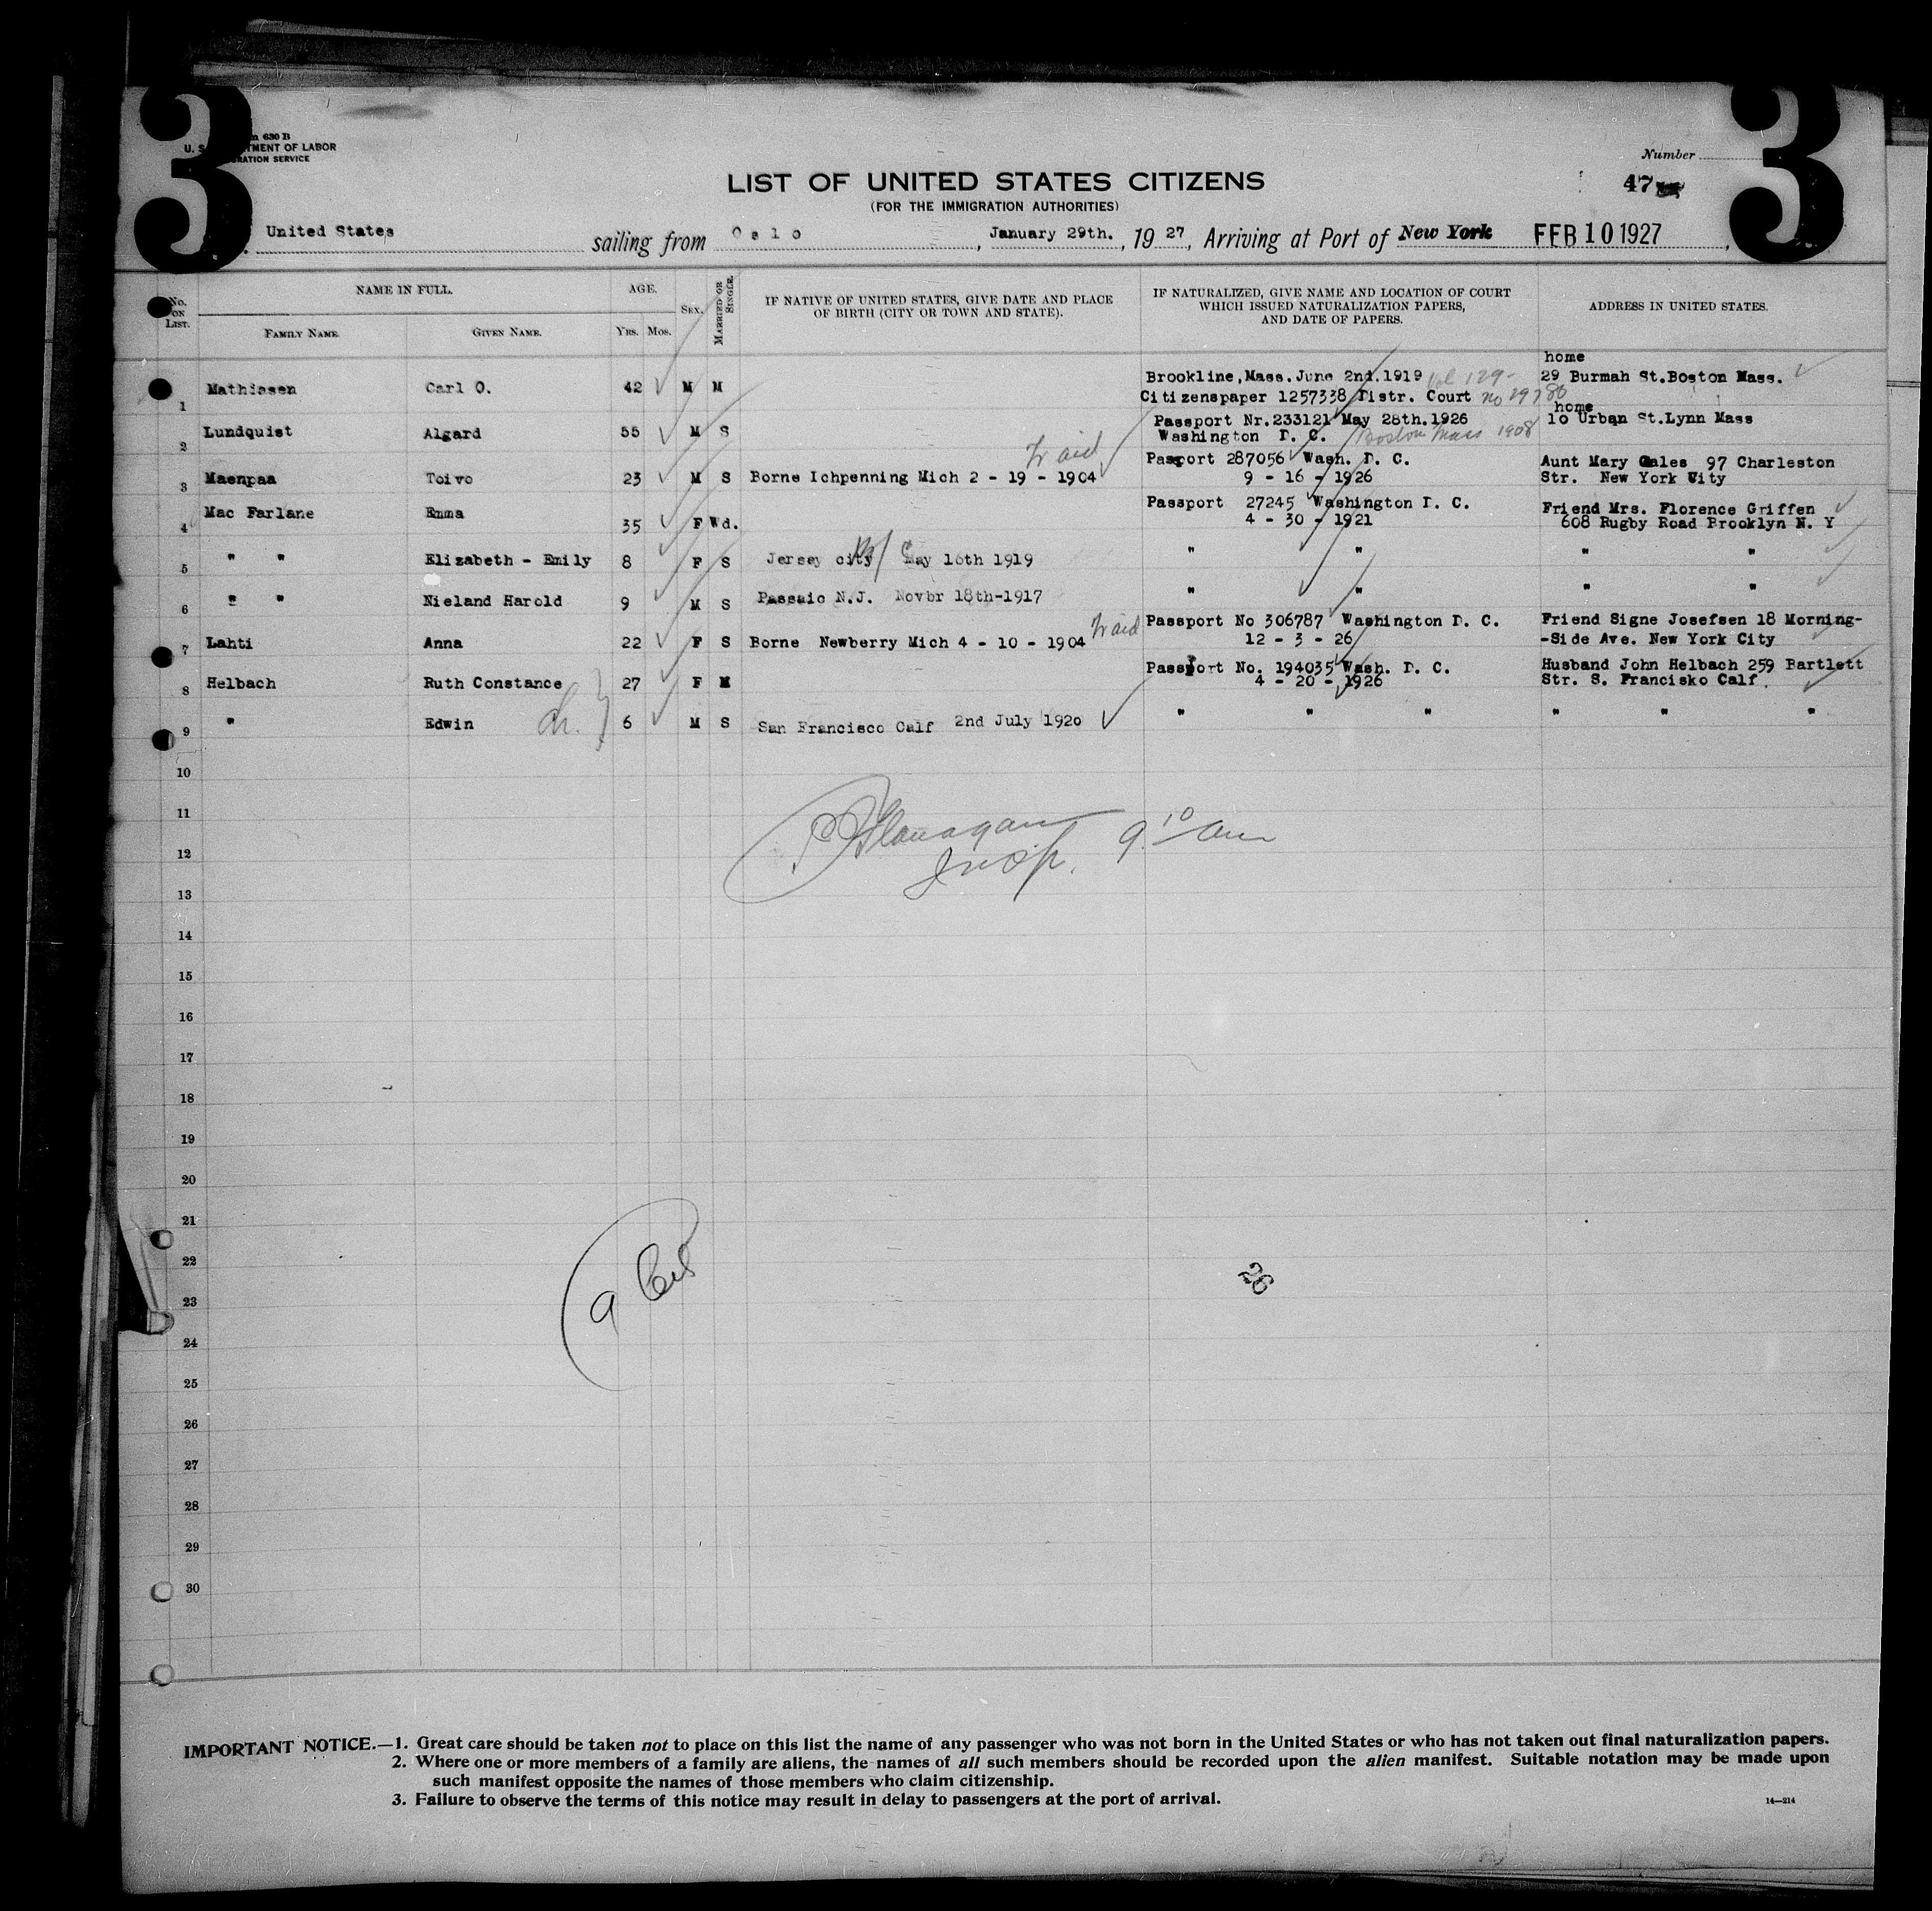 3
3
630 B
U. S. DEPARTMENT OF LABOR
IMMIGRATION SERVICE
Number
47
LIST OF UNITED STATES CITIZENS
(FOR THE IMMIGRATION AUTHORITIES)
United States sailing from Oslo, January 29th., 1927, Arriving at Port of New York FEB 10 1927,
No. ON LIST.
NAME IN FULL.
FAMILY NAME.
GIVEN NAME.
AGE.
YRS. MOS.
SEX.
MARRIED OR SINGLE.
IF NATIVE OF UNITED STATES, GIVE DATE AND PLACE
OF BIRTH (CITY OR TOWN AND STATE).
IF NATURALIZED, GIVE NAME AND LOCATION OF COURT
WHICH ISSUED NATURALIZATION PAPERS,
AND DATE OF PAPERS.
ADDRESS IN UNITED STATES.
1 Mathiesen Carl O. 42 M M
Brookline, Mass. June 2nd. 1919 Vol 129-
Citizenspaper 1257338 Distr. Court No 29780
home
29 Burmah St. Boston Mass.
2 Lundquist Algard 55 M S
Passport Nr. 233121 May 28th. 1926
Washington D. C. Boston Mass 1908
home
10 Urban St. Lynn Mass
3 Maenpaa Toivo 23 M S Borne Ichpenning Mich 2 - 19 - 1904
Passport 287056 Wash. D. C.
9 - 16 - 1926
Aunt Mary Gales 97 Charleston
Str. New York City
4 Mac Farlane Emma 35 F Wd.
Passport 27245 Washington D. C.
4 - 30 - 1921
Friend Mrs. Florence Griffen
608 Rugby Road Brooklyn N. Y
5 " " Elizabeth - Emily 8 F S Jersey city May 16th 1919 " " " "
6 " " Nieland Harold 9 M S Passaic N.J. Novbr 18th-1917 " " " "
7 Lahti Anna 22 F S Borne Newberry Mich 4 - 10 - 1904
Passport No 306787 Washington D. C.
12 - 3 - 26
Friend Signe Josefsen 18 Morning-
-Side Ave. New York City
8 Helbach Ruth Constance 27 F M
Passport No. 194035 Wash. D. C.
4 - 20 - 1926
Husband John Helbach 259 Bartlett
Str. S. Francisko Calf.
9 " Edwin 6 M S San Francisco Calf 2nd July 1920 " " " " " "
10
11
Flanagan
12
Insp. 9 10 am
13
14
15
16
17
18
19
20
21
22
26
23
9
24
25
26
27
28
29
30
IMPORTANT NOTICE.—1. Great care should be taken not to place on this list the name of any passenger who was not born in the United States or who has not taken out final naturalization papers.
2. Where one or more members of a family are aliens, the names of all such members should be recorded upon the alien manifest. Suitable notation may be made upon
such manifest opposite the names of those members who claim citizenship.
3. Failure to observe the terms of this notice may result in delay to passengers at the port of arrival.
14—214